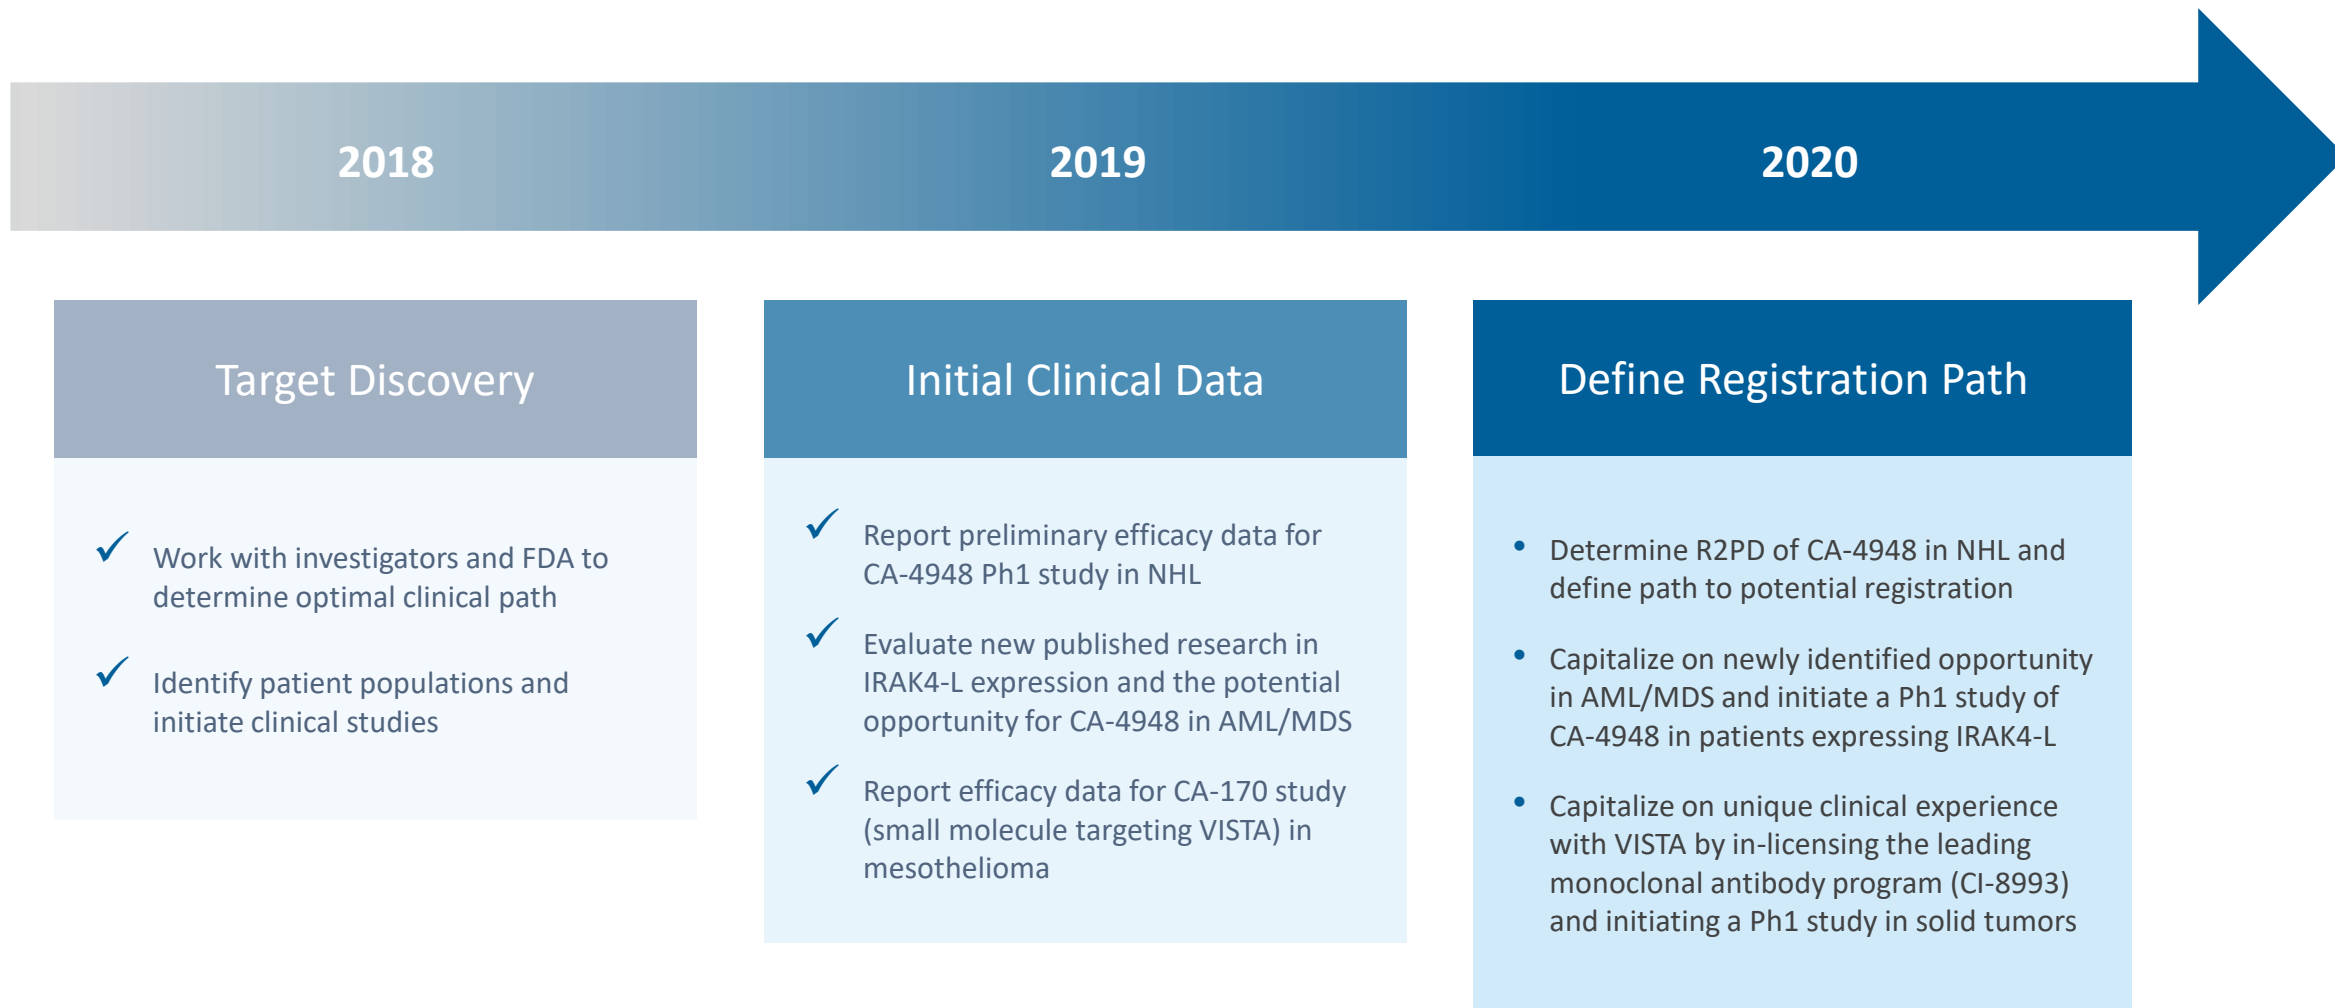 2018
2019
2020
Target Discovery
✓ Work with investigators and FDA to
determine optimal clinical path
✓ Identify patient populations and
initiate clinical studies
Initial Clinical Data
✓ Report preliminary efficacy data for
CA-4948 Ph1 study in NHL
✓ Evaluate new published research in
IRAK4-L expression and the potential
opportunity for CA-4948 in AML/MDS
✓ Report efficacy data for CA-170 study
(small molecule targeting VISTA) in
mesothelioma
Define Registration Path
• Determine R2PD of CA-4948 in NHL and
define path to potential registration
• Capitalize on newly identified opportunity
in AML/MDS and initiate a Ph1 study of
CA-4948 in patients expressing IRAK4-L
• Capitalize on unique clinical experience
with VISTA by in-licensing the leading
monoclonal antibody program (CI-8993)
and initiating a Ph1 study in solid tumors